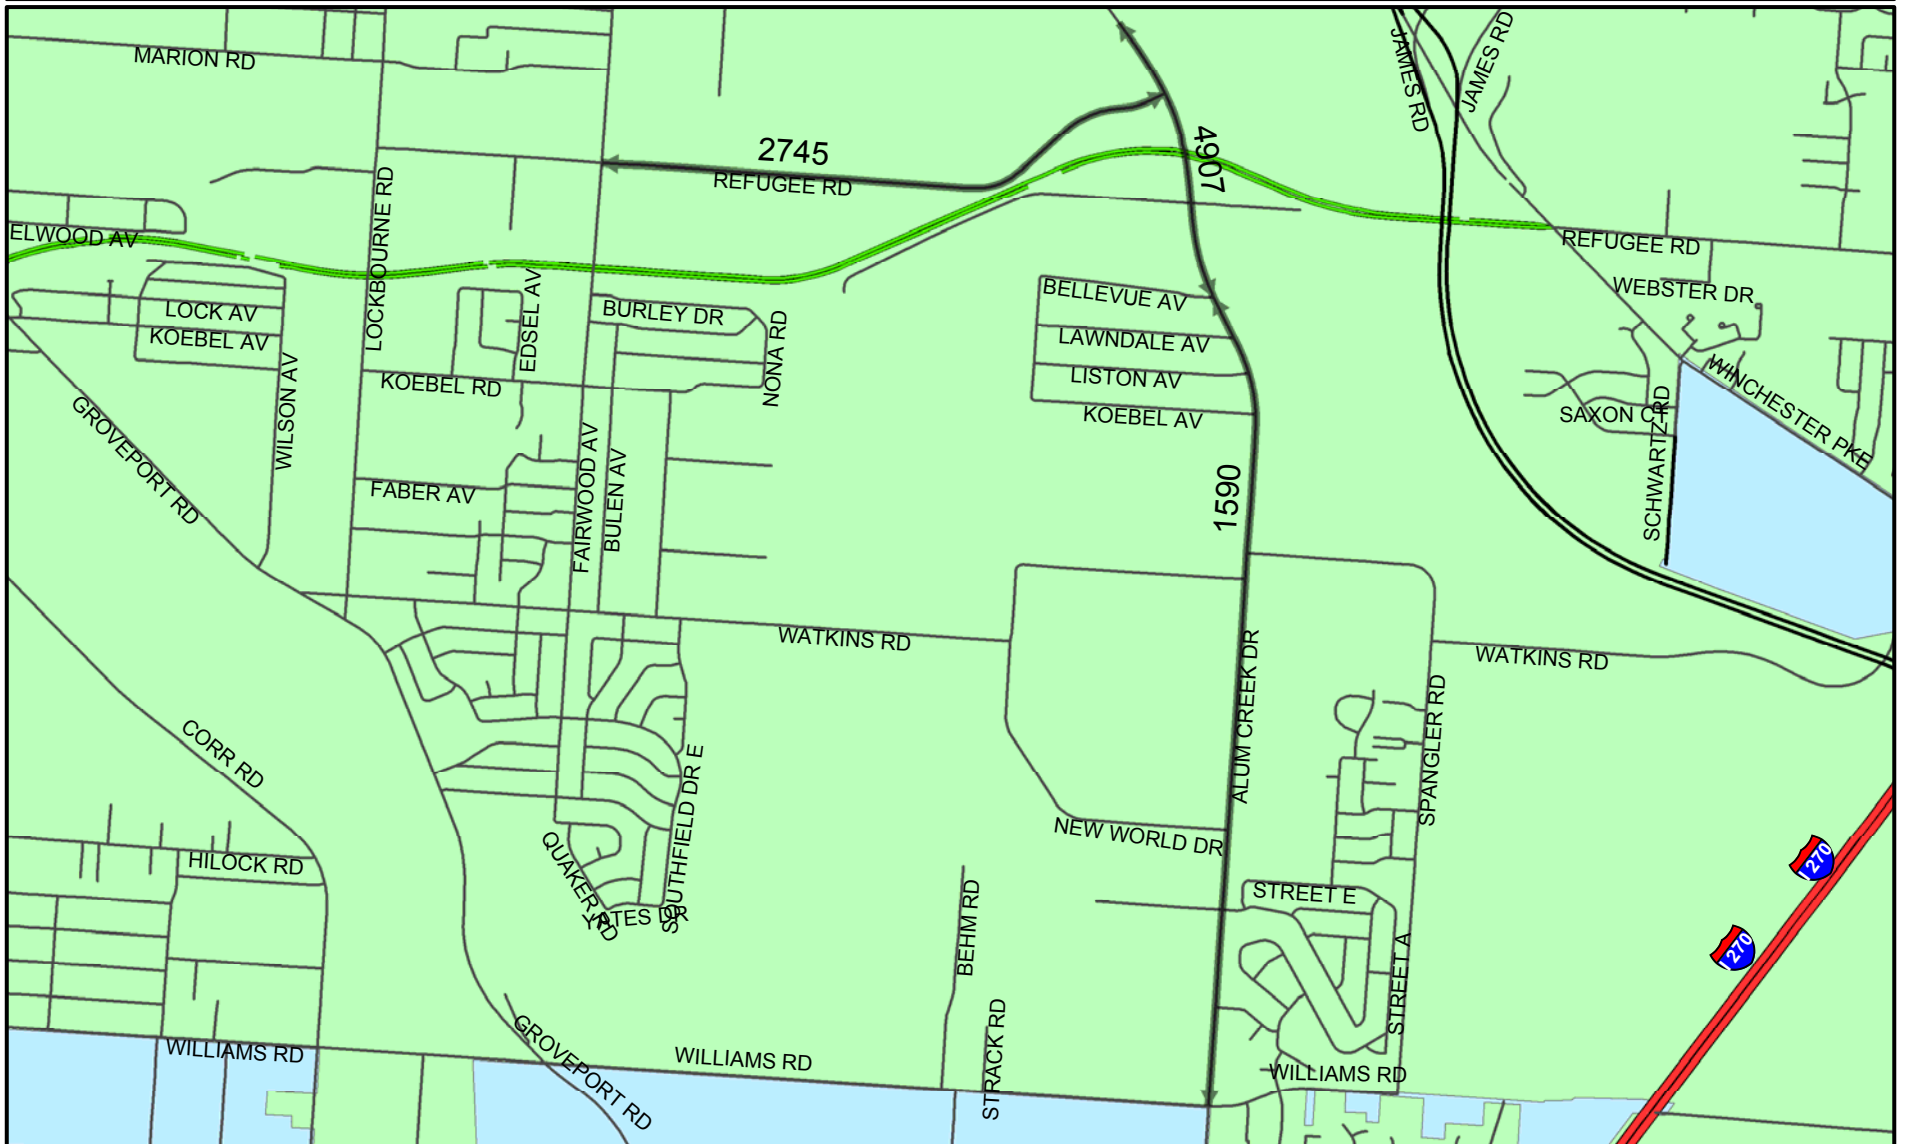 MARION RD
JAMES RD
JAMES RD
2745
4907
REFUGEE RD
ELWOOD AV
LOCKBOURNE RD
REFUGEE RD
WEBSTER DR
BELLEVUE AV
LOCK AV
KOEBEL AV
EDSEL AV
BURLEY DR
NONA RD
LAWNDALE AV
LISTON AV
KOEBEL AV
KOEBEL RD
WILSON AV
GROVEPORT RD
WINCHESTER PKE
SAXON CR
SCHWARTZ RD
FABER AV
FAIRWOOD AV
BULEN AV
1590
WATKINS RD
WATKINS RD
ALUM CREEK DR
SPANGLER RD
CORR RD
SOUTHFIELD DR E
NEW WORLD DR
QUAKER RD
YATES DR
HILOCK RD
270
270
STREET E
BEHM RD
STREET A
STRACK RD
GROVEPORT RD
WILLIAMS RD
WILLIAMS RD
WILLIAMS RD